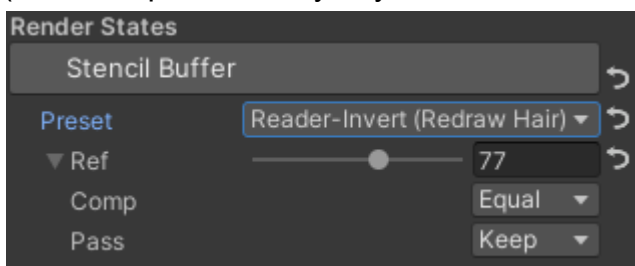 Render States
Stencil Buffer
Preset Reader-Invert (Redraw Hair)
Ref 77
Comp Equal
Pass Keep